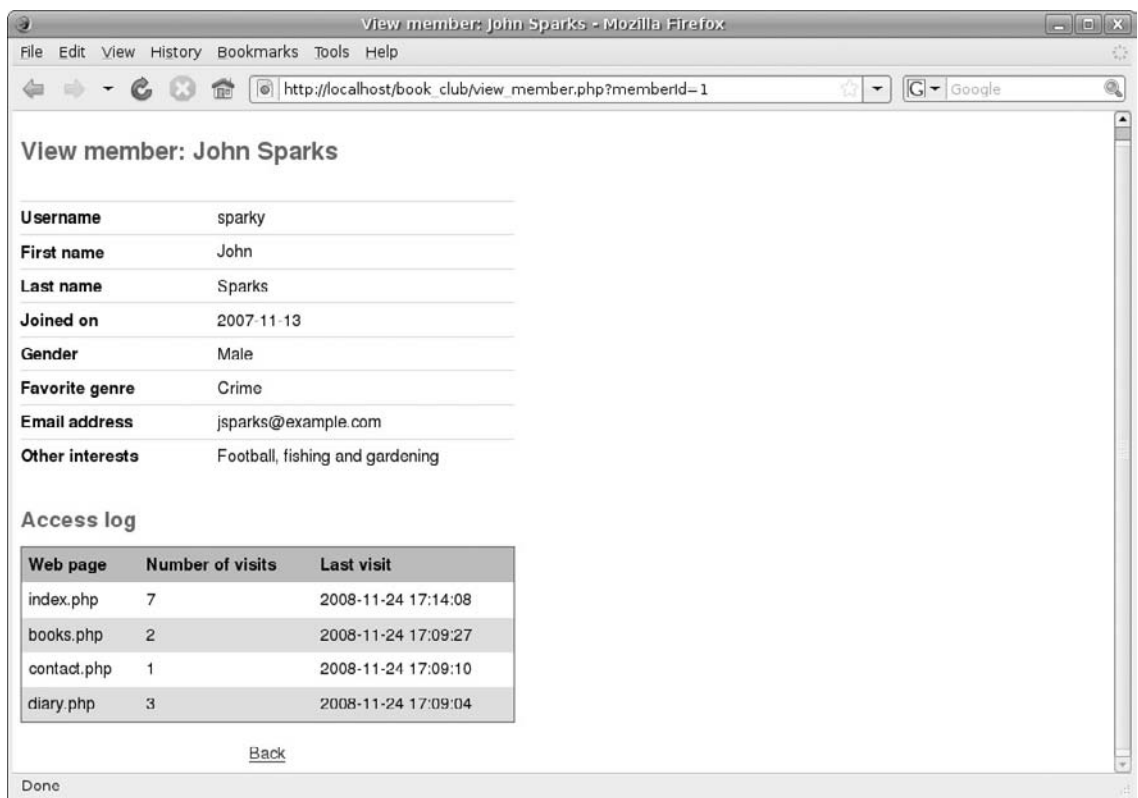 View member: John Sparks - Mozilla Firefox
File Edit View History Bookmarks Tools Help
http://localhost/book_club/view_member.php?memberId=1
G Google
View member: John Sparks
Username sparky
First name John
Last name Sparks
Joined on 2007-11-13
Gender Male
Favorite genre Crime
Email address jsparks@example.com
Other interests Football, fishing and gardening
Access log
Web page Number of visits Last visit
index.php 7 2008-11-24 17:14:08
books.php 2 2008-11-24 17:09:27
contact.php 1 2008-11-24 17:09:10
diary.php 3 2008-11-24 17:09:04
Back
Done